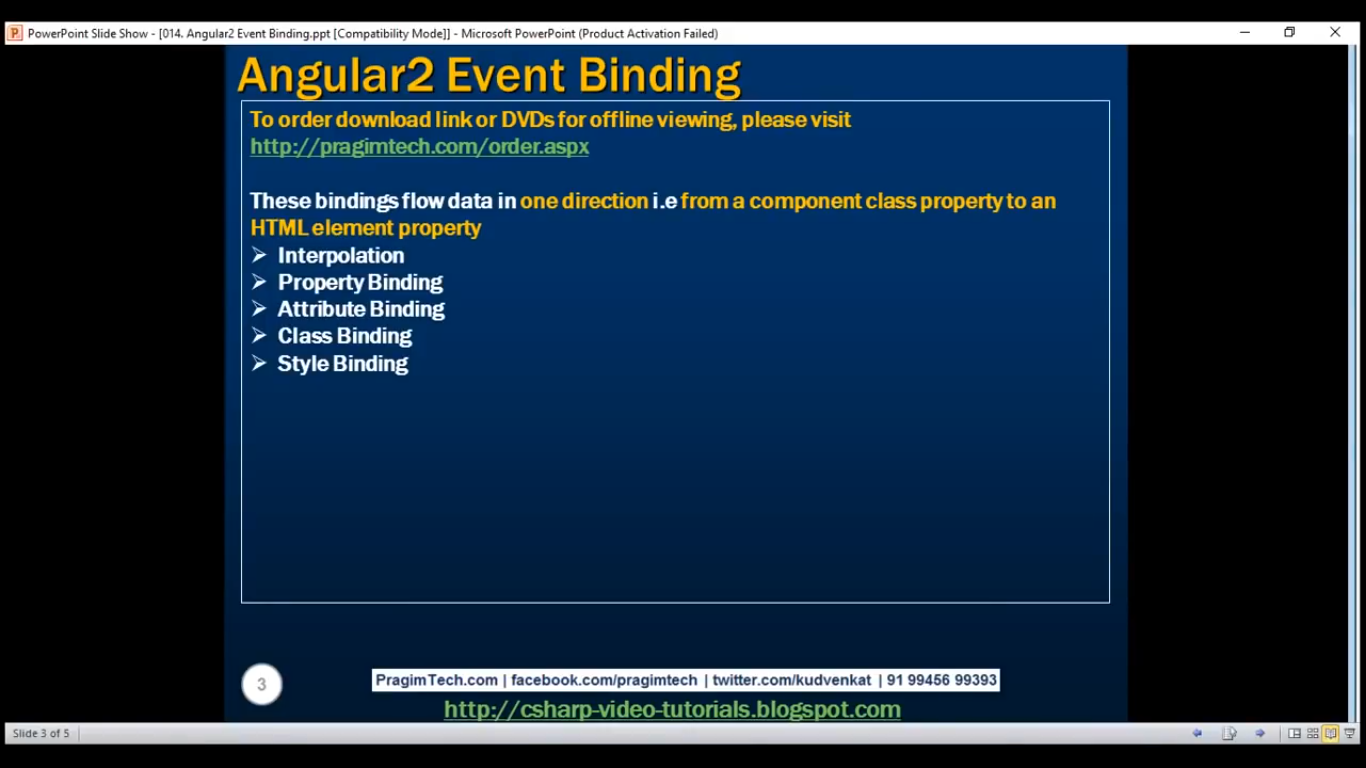 PowerPoint Slide Show - [014. Angular2 Event Binding.ppt [Compatibility Mode]] - Microsoft PowerPoint (Product Activation Failed)
Angular2 Event Binding
To order download link or DVDs for offline viewing, please visit
http://pragimtech.com/order.aspx
These bindings flow data in one direction i.e from a component class property to an
HTML element property
Interpolation
Property Binding
Attribute Binding
Class Binding
Style Binding
3
PragimTech.com | facebook.com/pragimtech | twitter.com/kudvenkat | 91 99456 99393
http://csharp-video-tutorials.blogspot.com
Slide 3 of 5